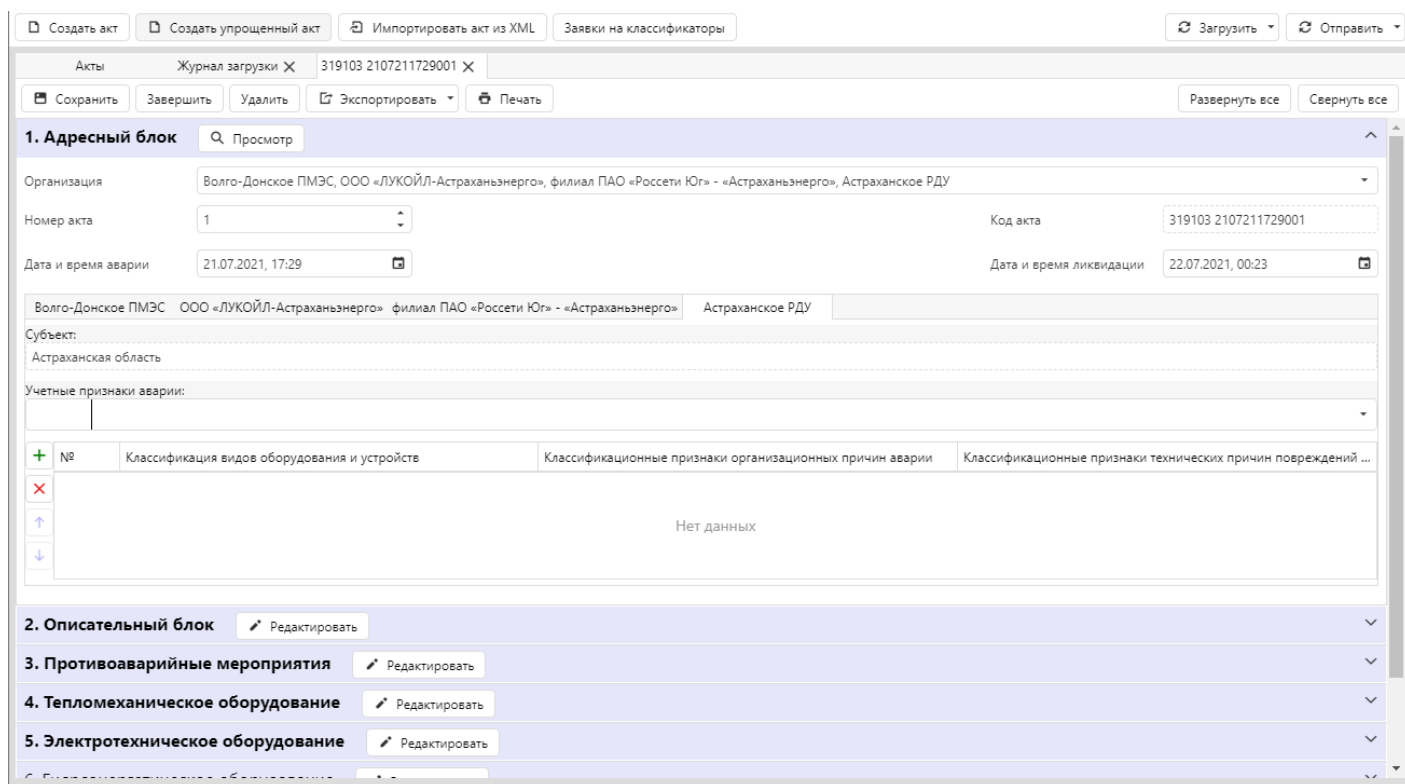 Создать акт Создать упрощенный акт Импортировать акт из XML Заявки на классификаторы Загрузить Отправить
Акты Журнал загрузки 319103 2107211729001
Сохранить Завершить Удалить Экспортировать Печать Развернуть все Свернуть все
1. Адресный блок Просмотр
Организация Волго-Донское ПМЭС, ООО «ЛУКОЙЛ-Астраханьэнерго», филиал ПАО «Россети Юг» - «Астраханьэнерго», Астраханское РДУ
Номер акта 1 Код акта 319103 2107211729001
Дата и время аварии 21.07.2021, 17:29 Дата и время ликвидации 22.07.2021, 00:23
Волго-Донское ПМЭС ООО «ЛУКОЙЛ-Астраханьэнерго» филиал ПАО «Россети Юг» - «Астраханьэнерго» Астраханское РДУ
Субъект:
Астраханская область
Учетные признаки аварии:
№ Классификация видов оборудования и устройств Классификационные признаки организационных причин аварии Классификационные признаки технических причин повреждений ...
Нет данных
2. Описательный блок Редактировать
3. Противоаварийные мероприятия Редактировать
4. Тепломеханическое оборудование Редактировать
5. Электротехническое оборудование Редактировать